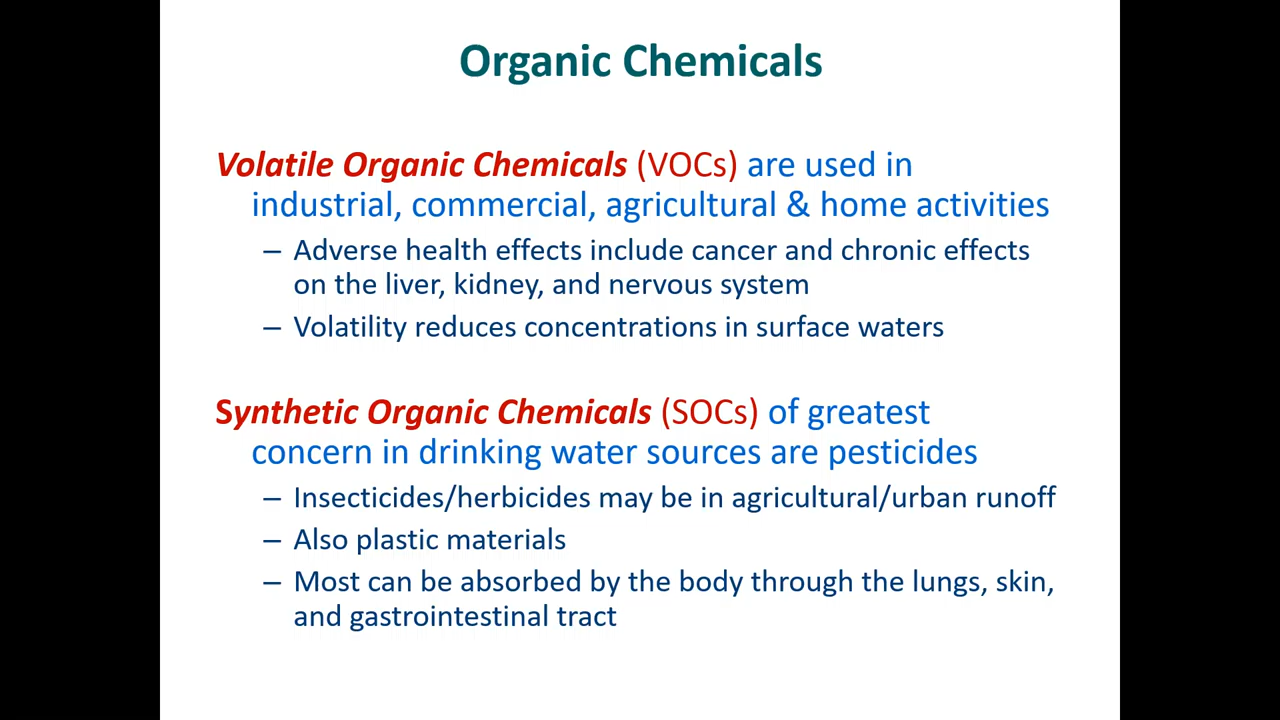 Organic Chemicals
Volatile Organic Chemicals (VOCs) are used in
industrial, commercial, agricultural & home activities
– Adverse health effects include cancer and chronic effects
on the liver, kidney, and nervous system
– Volatility reduces concentrations in surface waters
Synthetic Organic Chemicals (SOCs) of greatest
concern in drinking water sources are pesticides
– Insecticides/herbicides may be in agricultural/urban runoff
– Also plastic materials
– Most can be absorbed by the body through the lungs, skin,
and gastrointestinal tract